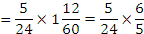 = 5/24 × 1 12/60 = 5/24 × 6/5